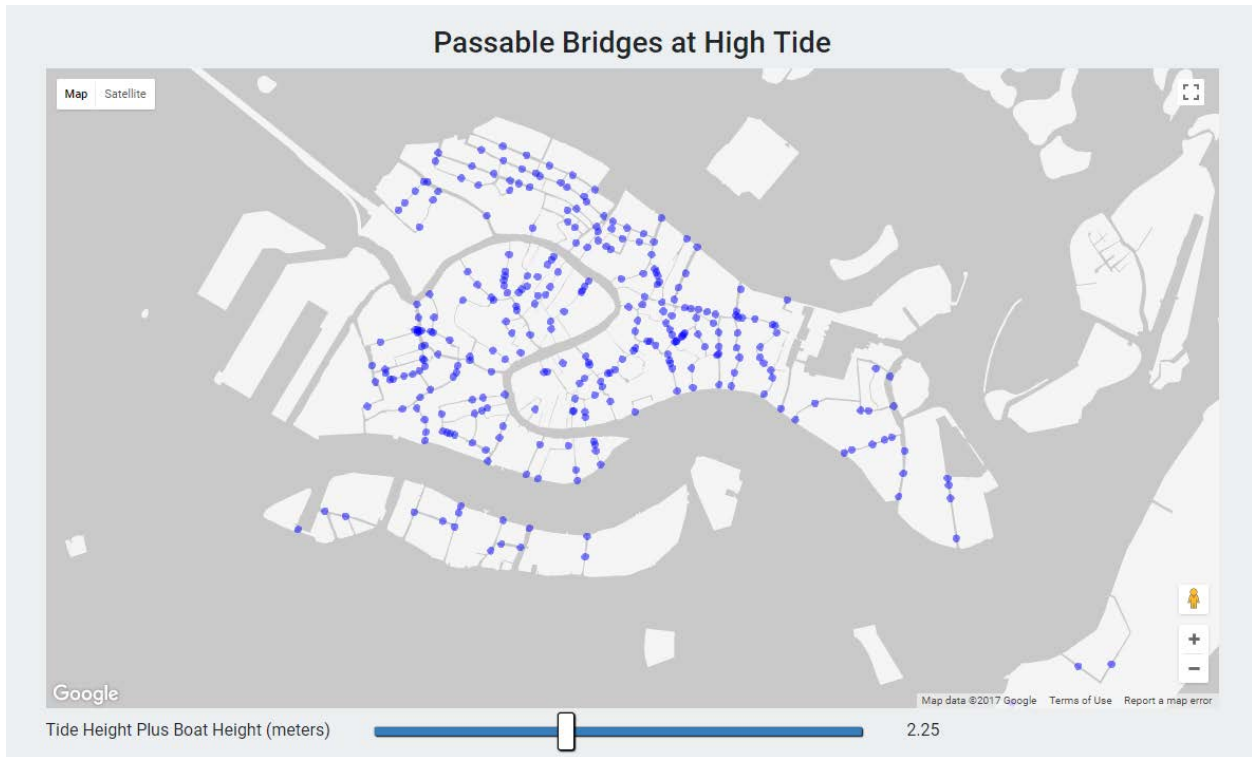 Passable Bridges at High Tide
Map Satellite
Google
Map data ©2017 Google Terms of Use Report a map error
Tide Height Plus Boat Height (meters) 2.25